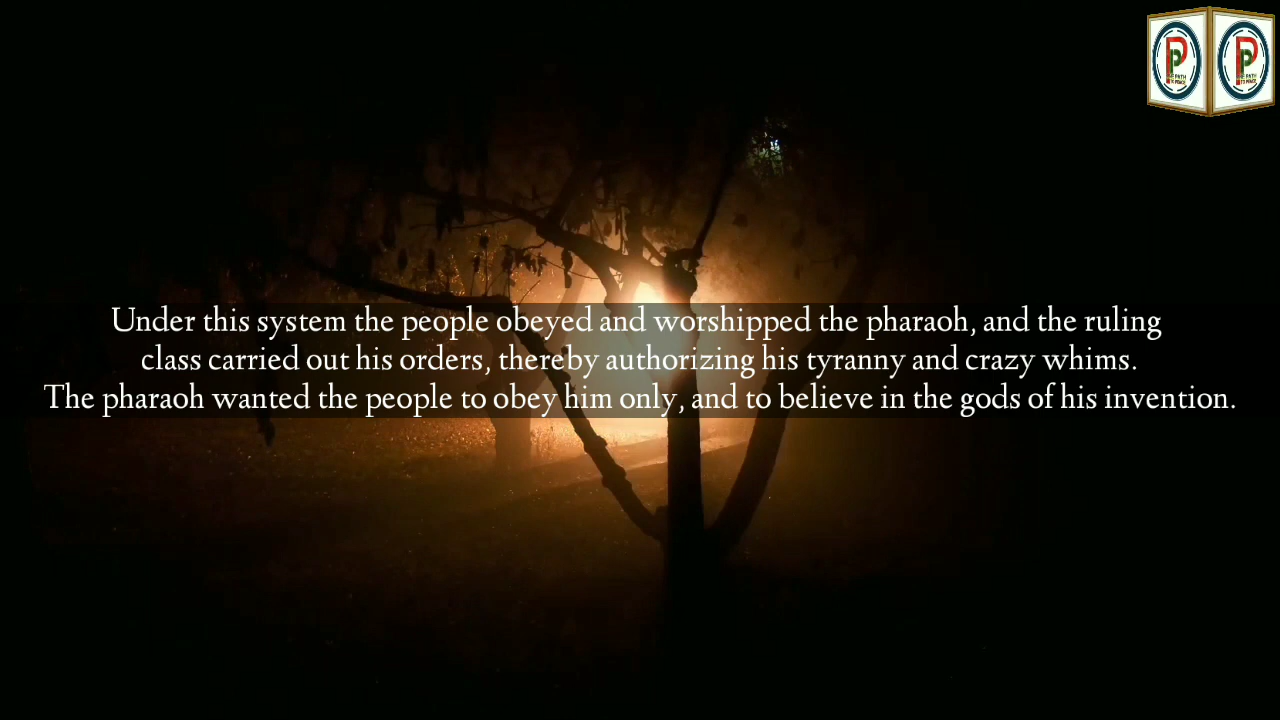 Under this system the people obeyed and worshipped the pharaoh, and the ruling
class carried out his orders, thereby authorizing his tyranny and crazy whims.
The pharaoh wanted the people to obey him only, and to believe in the gods of his invention.